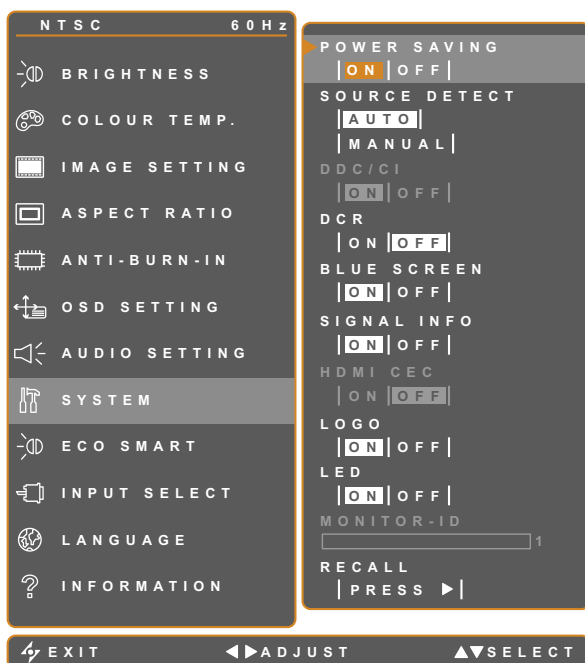 NTSC 60Hz
BRIGHTNESS
COLOUR TEMP.
IMAGE SETTING
ASPECT RATIO
ANTI-BURN-IN
OSD SETTING
AUDIO SETTING
SYSTEM
ECO SMART
INPUT SELECT
LANGUAGE
INFORMATION
POWER SAVING
ON OFF
SOURCE DETECT
AUTO
MANUAL
DDC/CI
ON OFF
DCR
ON OFF
BLUE SCREEN
ON OFF
SIGNAL INFO
ON OFF
HDMI CEC
ON OFF
LOGO
ON OFF
LED
ON OFF
MONITOR-ID
1
RECALL
PRESS
EXIT ADJUST SELECT